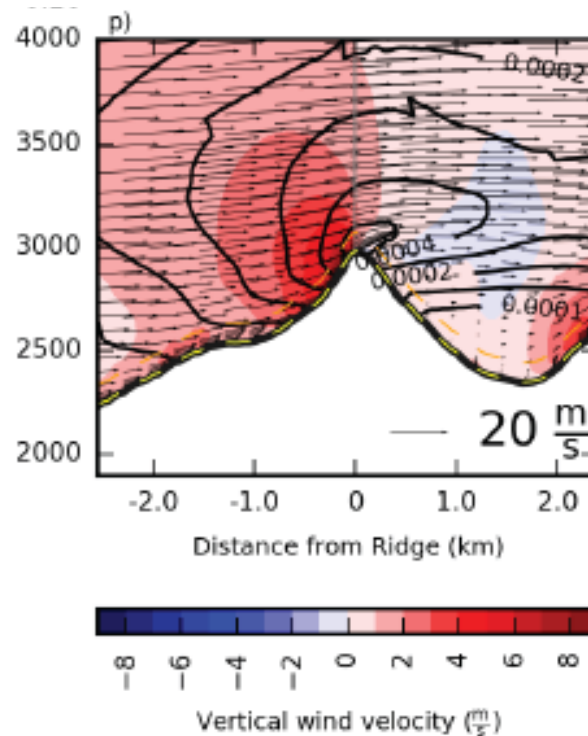 p)
4000
3500
3000
2500
2000
0.0002
0.0004
0.0002
0.0001
20 m/s
-2.0 -1.0 0 1.0 2.0
Distance from Ridge (km)
−8 −6 −4 −2 0 2 4 6 8
Vertical wind velocity (m/s)